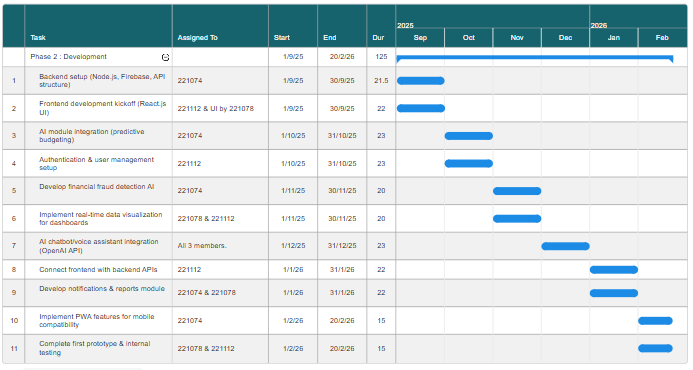 2025 2026
Task Assigned To Start End Dur Sep Oct Nov Dec Jan Feb
Phase 2 : Development 1/9/25 20/2/26 125
1 Backend setup (Node.js, Firebase, API 221074 1/9/25 30/9/25 21.5
structure)
2 Frontend development kickoff (React.js 221112 & UI by 221078 1/9/25 30/9/25 22
UI)
3 AI module integration (predictive 221074 1/10/25 31/10/25 23
budgeting)
4 Authentication & user management 221112 1/10/25 31/10/25 23
setup
5 Develop financial fraud detection AI 221074 1/11/25 30/11/25 20
6 Implement real-time data visualization 221078 & 221112 1/11/25 30/11/25 20
for dashboards
7 AI chatbot/voice assistant integration All 3 members. 1/12/25 31/12/25 23
(OpenAI API)
8 Connect frontend with backend APIs 221112 1/1/26 31/1/26 22
9 Develop notifications & reports module 221074 & 221078 1/1/26 31/1/26 22
10 Implement PWA features for mobile 221074 1/2/26 20/2/26 15
compatibility
11 Complete first prototype & internal 221078 & 221112 1/2/26 20/2/26 15
testing